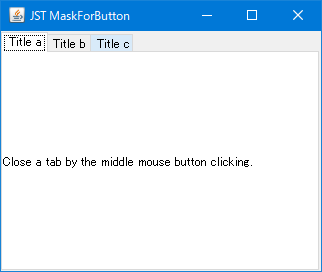 JST MaskForButton
Title a
Title b
Title c
Close a tab by the middle mouse button clicking.